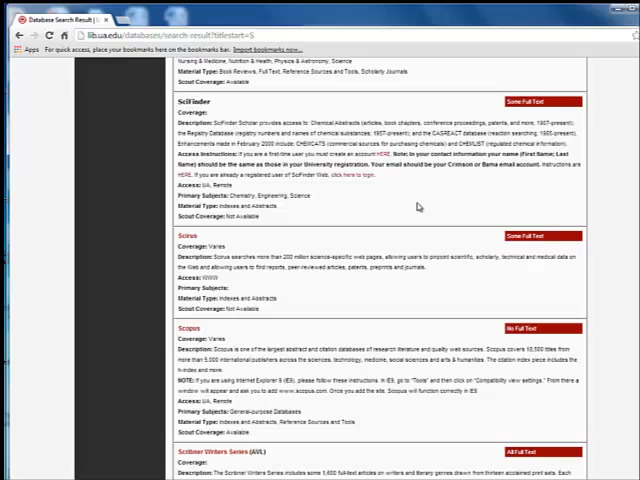 Database Search Result | L
lib.ua.edu/databases/search-result?titlestart=S
Apps For quick access, place your bookmarks here on the bookmarks bar. Import bookmarks now...
Nursing & Medicine, Nutrition & Health, Physics & Astronomy, Science
Material Type: Book Reviews, Full Text, Reference Sources and Tools, Scholarly Journals
Scout Coverage: Available
SciFinder Some Full Text
Coverage:
Description: SciFinder Scholar provides access to: Chemical Abstracts (articles, book chapters, conference proceedings, patents, and more; 1907-present);
the Registry Database (registry numbers and names of chemical substances; 1957-present); and the CASREACT database (reaction searching, 1985-present).
Enhancements made in February 2000 include: CHEMCATS (commercial sources for purchasing chemicals) and CHEMLIST (regulated chemical information).
Access Instructions: If you are a first-time user you must create an account HERE. Note: In your contact information your name (First Name; Last
Name) should be the same as those in your University registration. Your email should be your Crimson or Bama email account. Instructions are
HERE. If you are already a registered user of SciFinder Web, click here to login.
Access: UA, Remote
Primary Subjects: Chemistry, Engineering, Science
Material Type: Indexes and Abstracts
Scout Coverage: Not Available
Scirus Some Full Text
Coverage: Varies
Description: Scirus searches more than 200 million science-specific web pages, allowing users to pinpoint scientific, scholarly, technical and medical data on
the Web and allowing users to find reports, peer-reviewed articles, patents, preprints and journals.
Access: WWW
Primary Subjects:
Material Type: Indexes and Abstracts
Scout Coverage: Not Available
Scopus No Full Text
Coverage: Varies
Description: Scopus is one of the largest abstract and citation databases of research literature and quality web sources. Scopus covers 18,500 titles from
more than 5,000 international publishers across the sciences, technology, medicine, social sciences and arts & humanities. The citation index piece includes the
h-index and more.
NOTE: If you are using Internet Explorer 9 (IE9), please follow these instructions. In IE9, go to "Tools" and then click on "Compatibility view settings." From there a
window will appear and ask you to add www.scopus.com. Once you add the site, Scopus will function correctly in IE9
Access: UA, Remote
Primary Subjects: General-purpose Databases
Material Type: Indexes and Abstracts, Reference Sources and Tools
Scout Coverage: Available
Scribner Writers Series (AVL) All Full Text
Coverage:
Description: The Scribner Writers Series includes some 1,600 full-text articles on writers and literary genres drawn from thirteen acclaimed print sets. Each